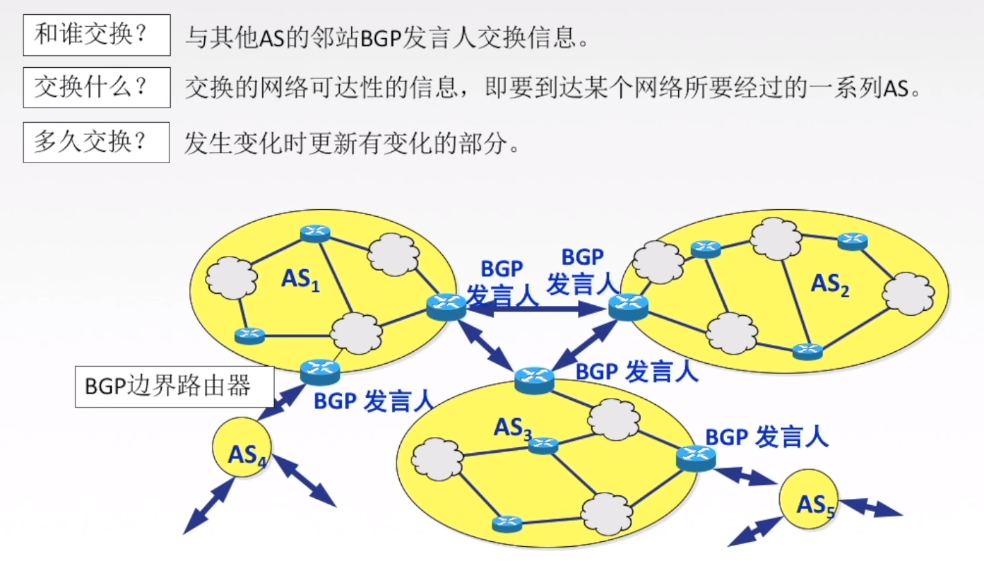 和谁交换？ 与其他AS的邻站BGP发言人交换信息。
交换什么？ 交换的网络可达性的信息，即要到达某个网络所要经过的一系列AS。
多久交换？ 发生变化时更新有变化的部分。
BGP
发言人
BGP
发言人
AS₁
AS₂
BGP 发言人
BGP边界路由器
BGP 发言人
AS₃
BGP 发言人
AS₄
AS₅